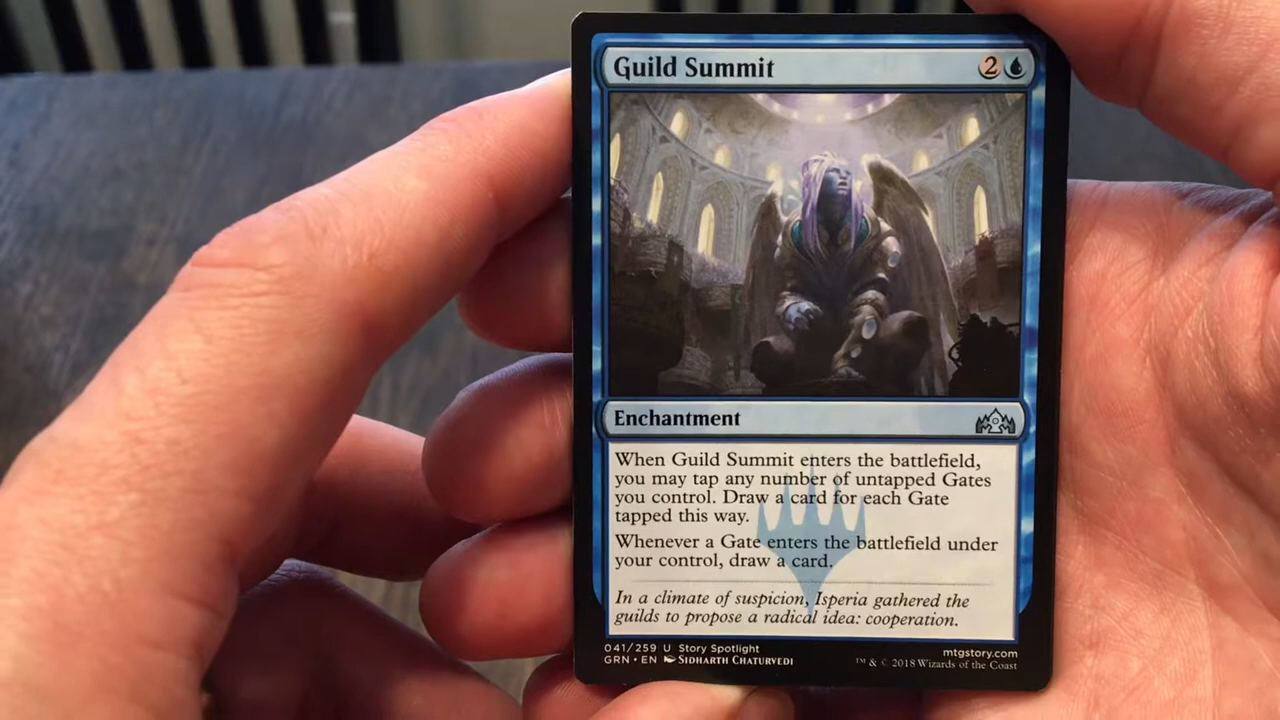 Guild Summit 2
Enchantment
When Guild Summit enters the battlefield,
you may tap any number of untapped Gates
you control. Draw a card for each Gate
tapped this way.
Whenever a Gate enters the battlefield under
your control, draw a card.
In a climate of suspicion, Isperia gathered the
guilds to propose a radical idea: cooperation.
041/259 U Story Spotlight mtgstory.com
GRN • EN Sidharth Chaturvedi ™ & © 2018 Wizards of the Coast